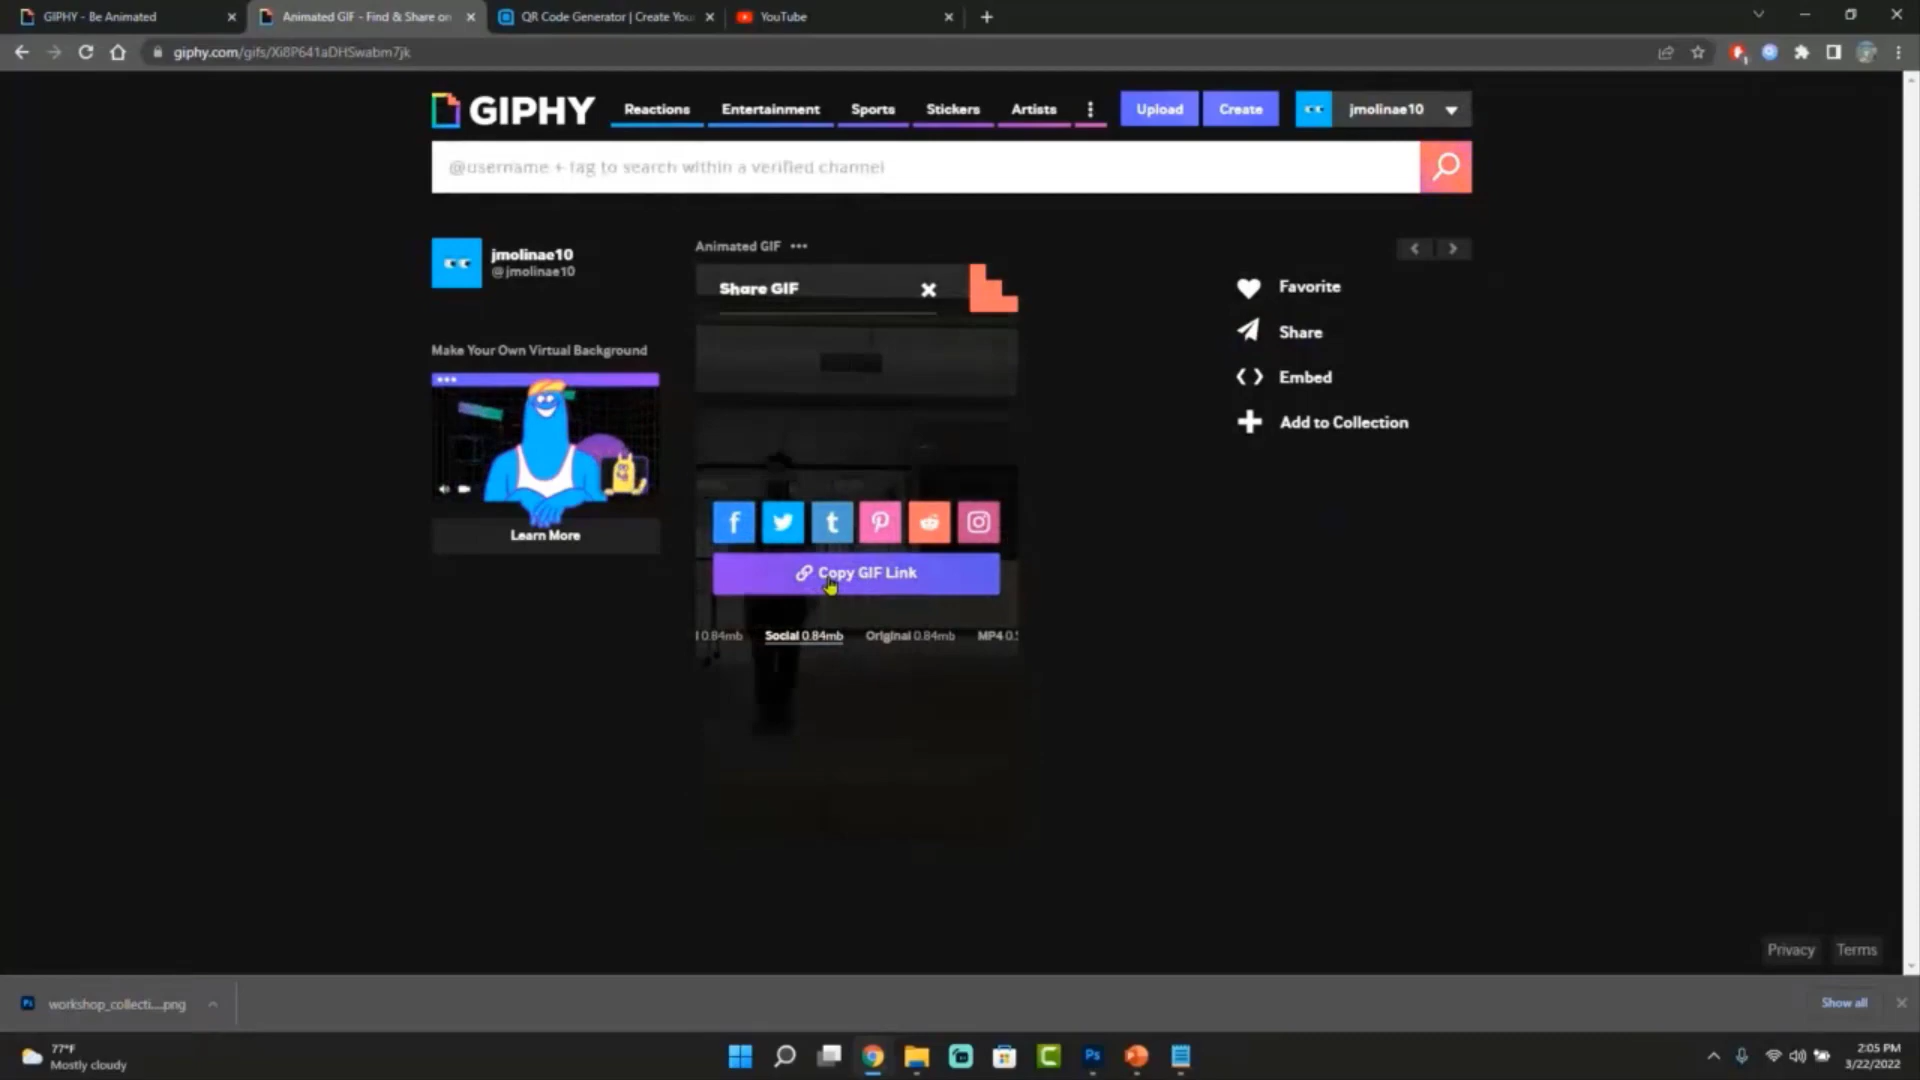 GIPHY - Be Animated
Animated GIF - Find & Share on
QR Code Generator | Create You
YouTube
giphy.com/gifs/Xi8P641aDHSwabm7jk
GIPHY
Reactions
Entertainment
Sports
Stickers
Artists
Upload
Create
jmolinae10
@username + tag to search within a verified channel
jmolinae10
@jmolinae10
Animated GIF
Share GIF
Favorite
Share
Embed
Add to Collection
Make Your Own Virtual Background
Learn More
Copy GIF Link
0.84mb
Social 0.84mb
Original 0.84mb
MP4
Privacy
Terms
workshop_collecti....png
Show all
77°F
Mostly cloudy
2:05 PM
3/22/2022